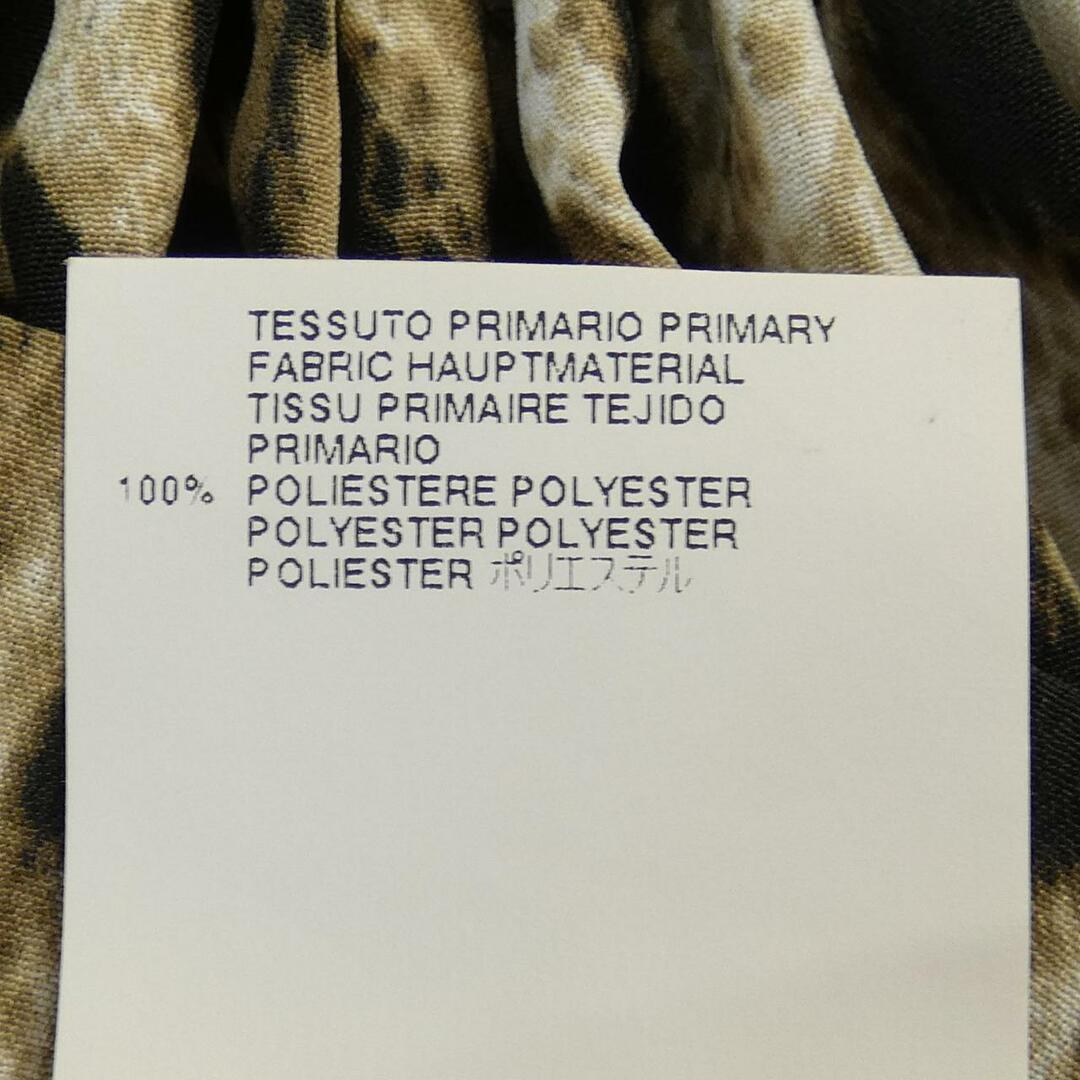 TESSUTO PRIMARIO PRIMARY
FABRIC HAUPTMATERIAL
TISSU PRIMAIRE TEJIDO
PRIMARIO
100% POLIESTERE POLYESTER
POLYESTER POLYESTER
POLIESTER ポリエステル